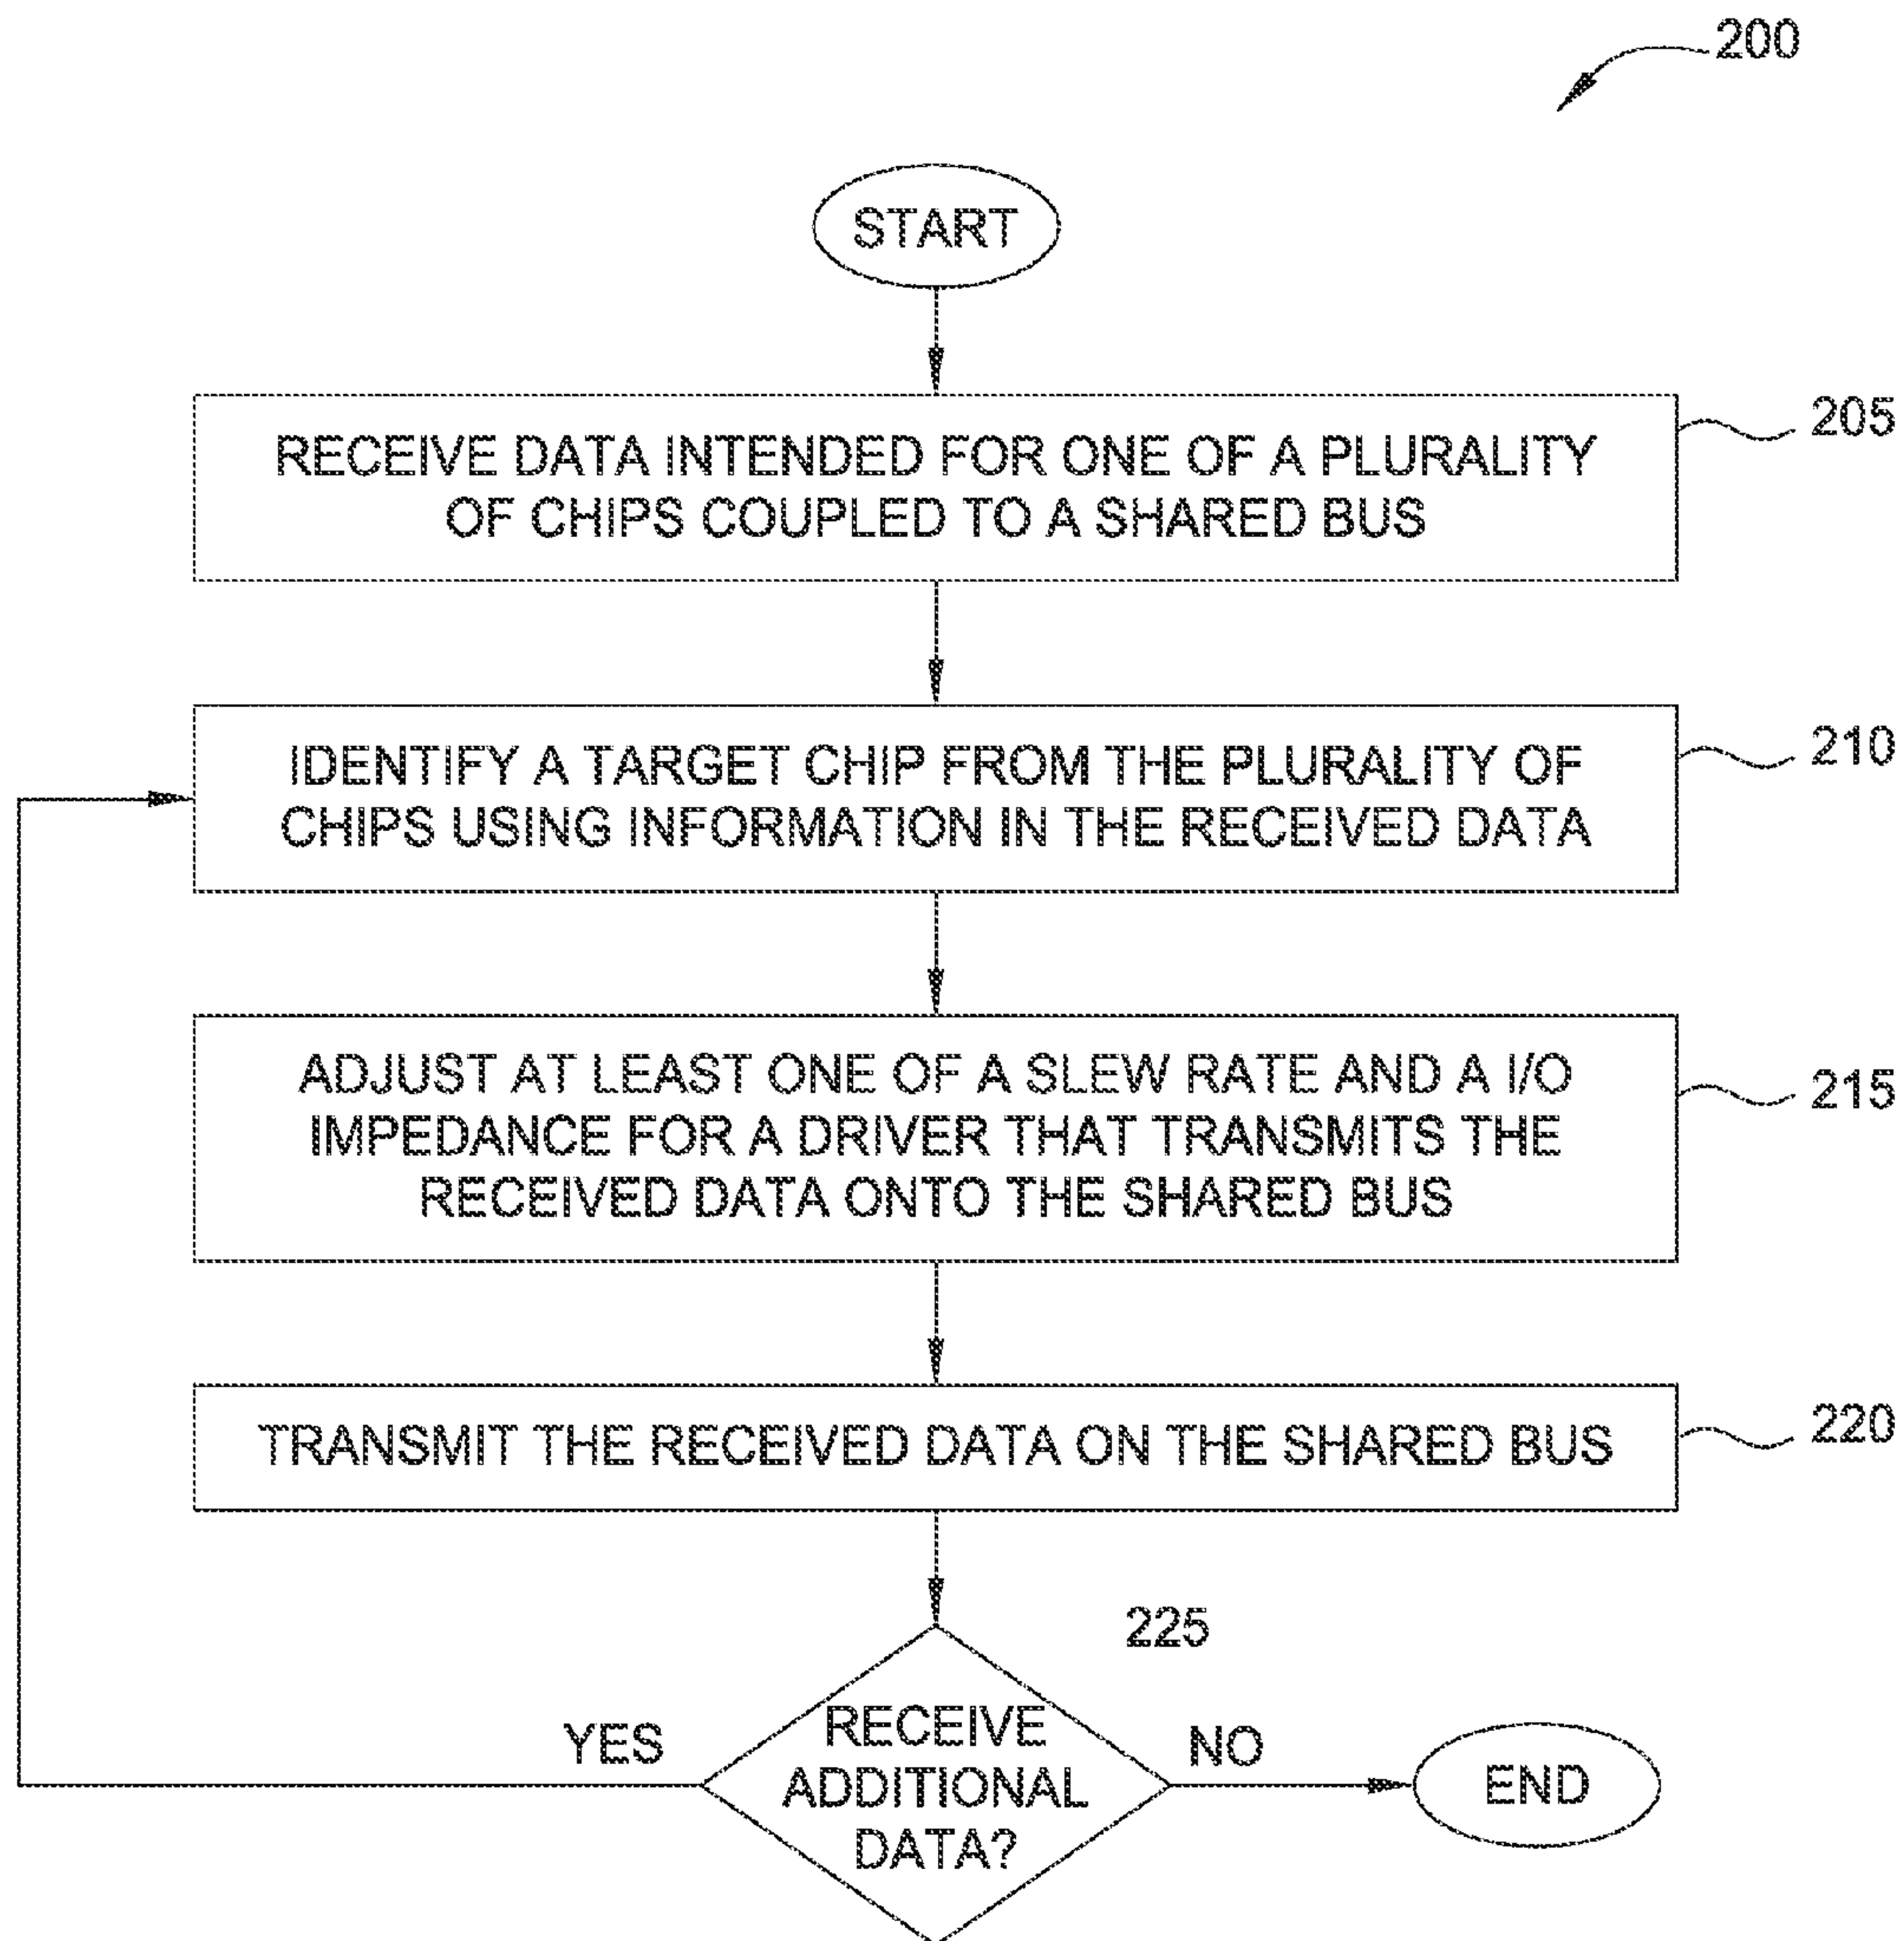 200
START
RECEIVE DATA INTENDED FOR ONE OF A PLURALITY
OF CHIPS COUPLED TO A SHARED BUS
205
IDENTIFY A TARGET CHIP FROM THE PLURALITY OF
CHIPS USING INFORMATION IN THE RECEIVED DATA
210
ADJUST AT LEAST ONE OF A SLEW RATE AND A I/O
IMPEDANCE FOR A DRIVER THAT TRANSMITS THE
RECEIVED DATA ONTO THE SHARED BUS
215
TRANSMIT THE RECEIVED DATA ON THE SHARED BUS
220
225
RECEIVE
ADDITIONAL
DATA?
YES
NO
END